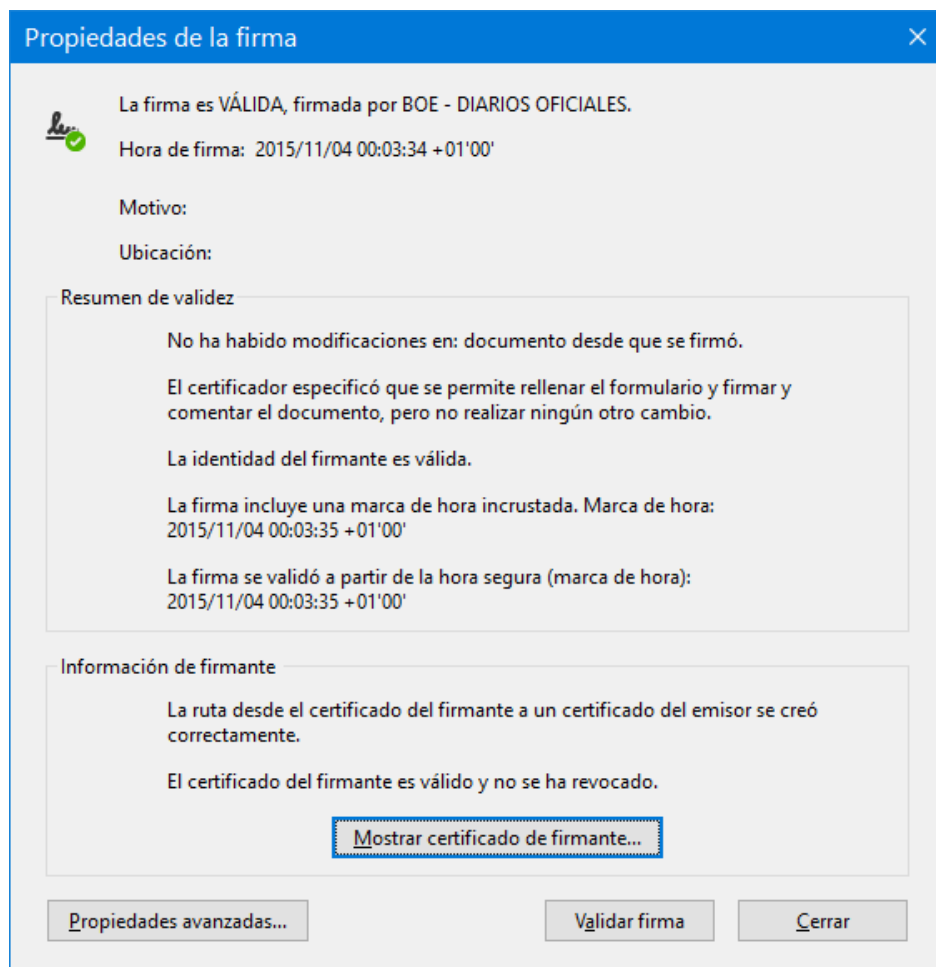 Propiedades de la firma
La firma es VÁLIDA, firmada por BOE - DIARIOS OFICIALES.
Hora de firma: 2015/11/04 00:03:34 +01'00'
Motivo:
Ubicación:
Resumen de validez
No ha habido modificaciones en: documento desde que se firmó.
El certificador especificó que se permite rellenar el formulario y firmar y
comentar el documento, pero no realizar ningún otro cambio.
La identidad del firmante es válida.
La firma incluye una marca de hora incrustada. Marca de hora:
2015/11/04 00:03:35 +01'00'
La firma se validó a partir de la hora segura (marca de hora):
2015/11/04 00:03:35 +01'00'
Información de firmante
La ruta desde el certificado del firmante a un certificado del emisor se creó
correctamente.
El certificado del firmante es válido y no se ha revocado.
Mostrar certificado de firmante...
Propiedades avanzadas... Validar firma Cerrar